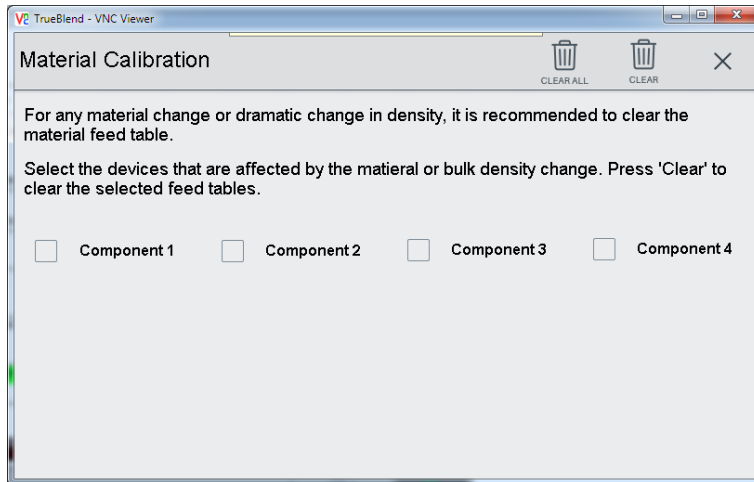 TrueBlend - VNC Viewer
Material Calibration
CLEAR ALL
CLEAR
For any material change or dramatic change in density, it is recommended to clear the
material feed table.
Select the devices that are affected by the matieral or bulk density change. Press 'Clear' to
clear the selected feed tables.
Component 1
Component 2
Component 3
Component 4